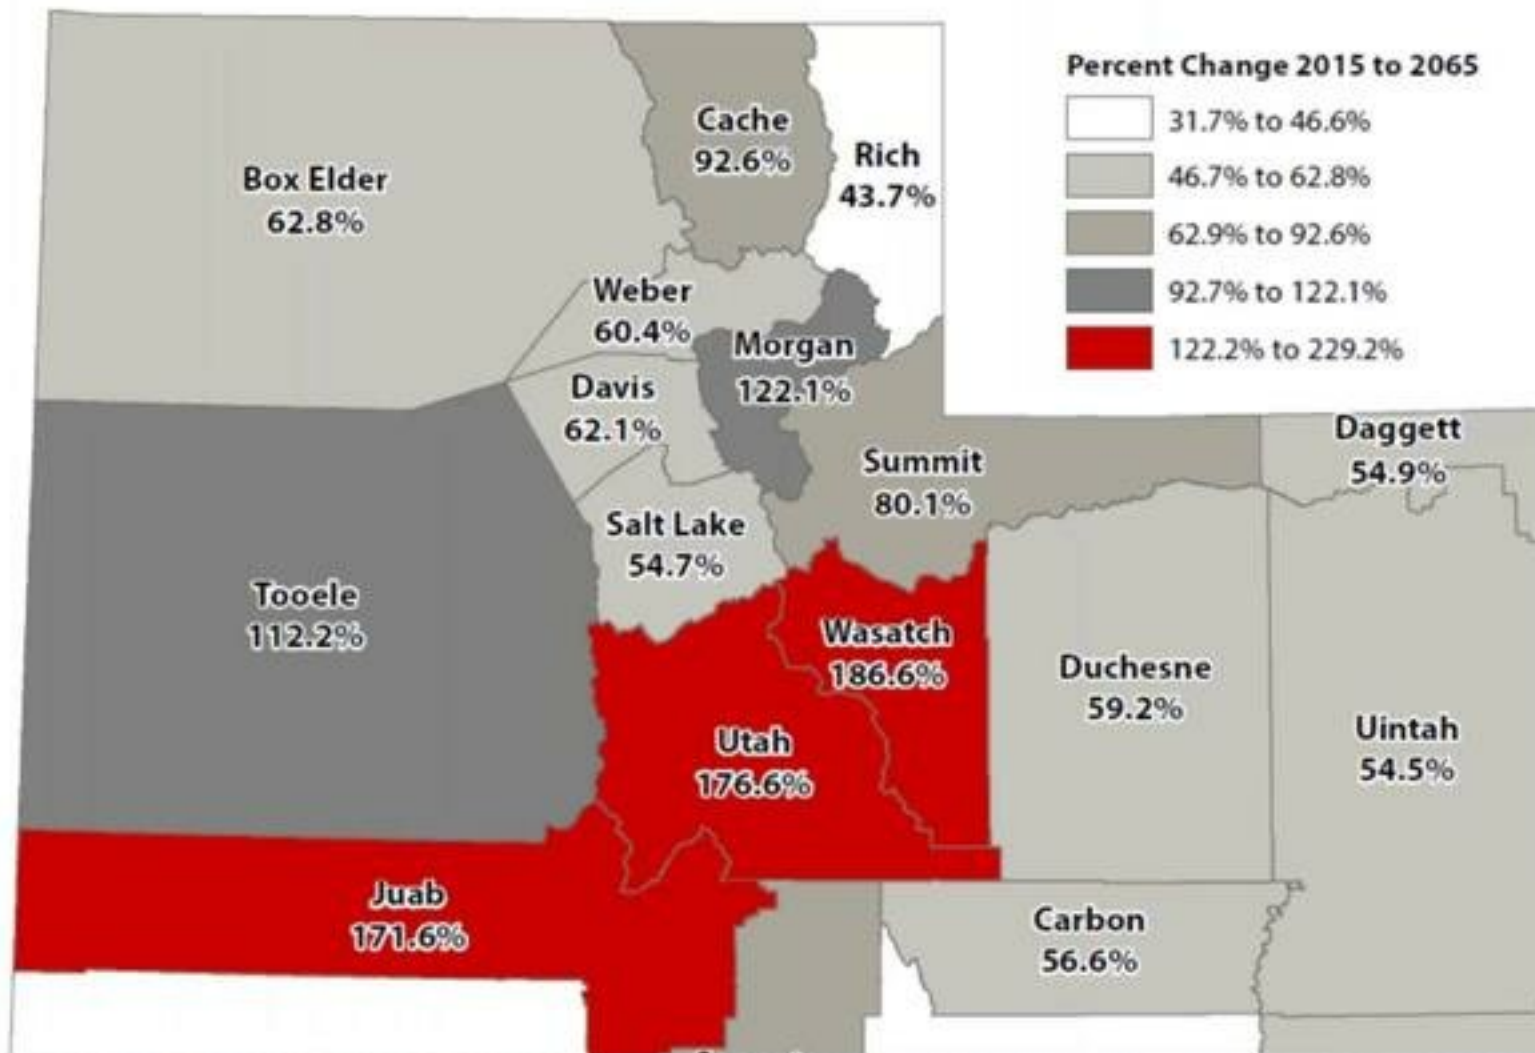 Percent Change 2015 to 2065
31.7% to 46.6%
46.7% to 62.8%
62.9% to 92.6%
92.7% to 122.1%
122.2% to 229.2%
Cache
92.6%
Rich
43.7%
Box Elder
62.8%
Weber
60.4%
Morgan
122.1%
Davis
62.1%
Daggett
54.9%
Summit
80.1%
Salt Lake
54.7%
Tooele
112.2%
Wasatch
186.6%
Duchesne
59.2%
Uintah
54.5%
Utah
176.6%
Juab
171.6%
Carbon
56.6%